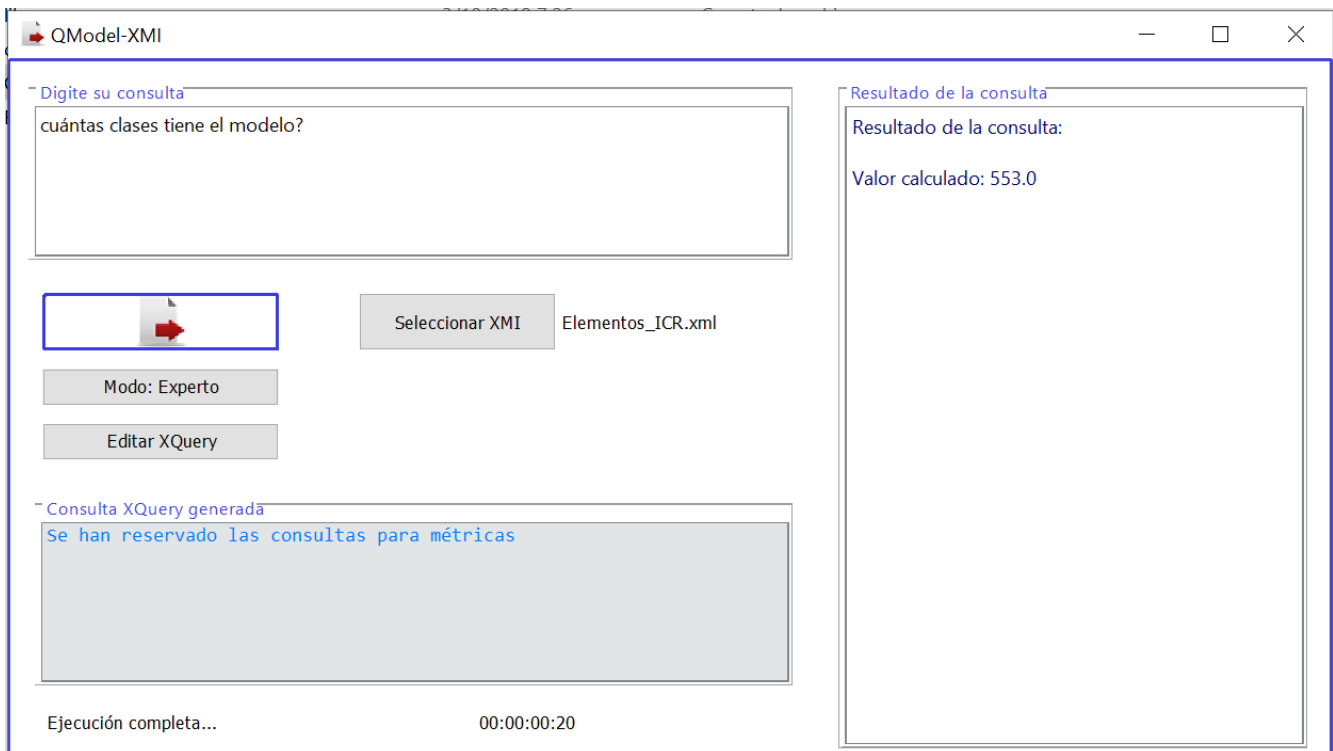 QModel-XMI
Digite su consulta
cuántas clases tiene el modelo?
Seleccionar XMI
Elementos_ICR.xml
Modo: Experto
Editar XQuery
Consulta XQuery generada
Se han reservado las consultas para métricas
Ejecución completa...
00:00:00:20
Resultado de la consulta
Resultado de la consulta:
Valor calculado: 553.0